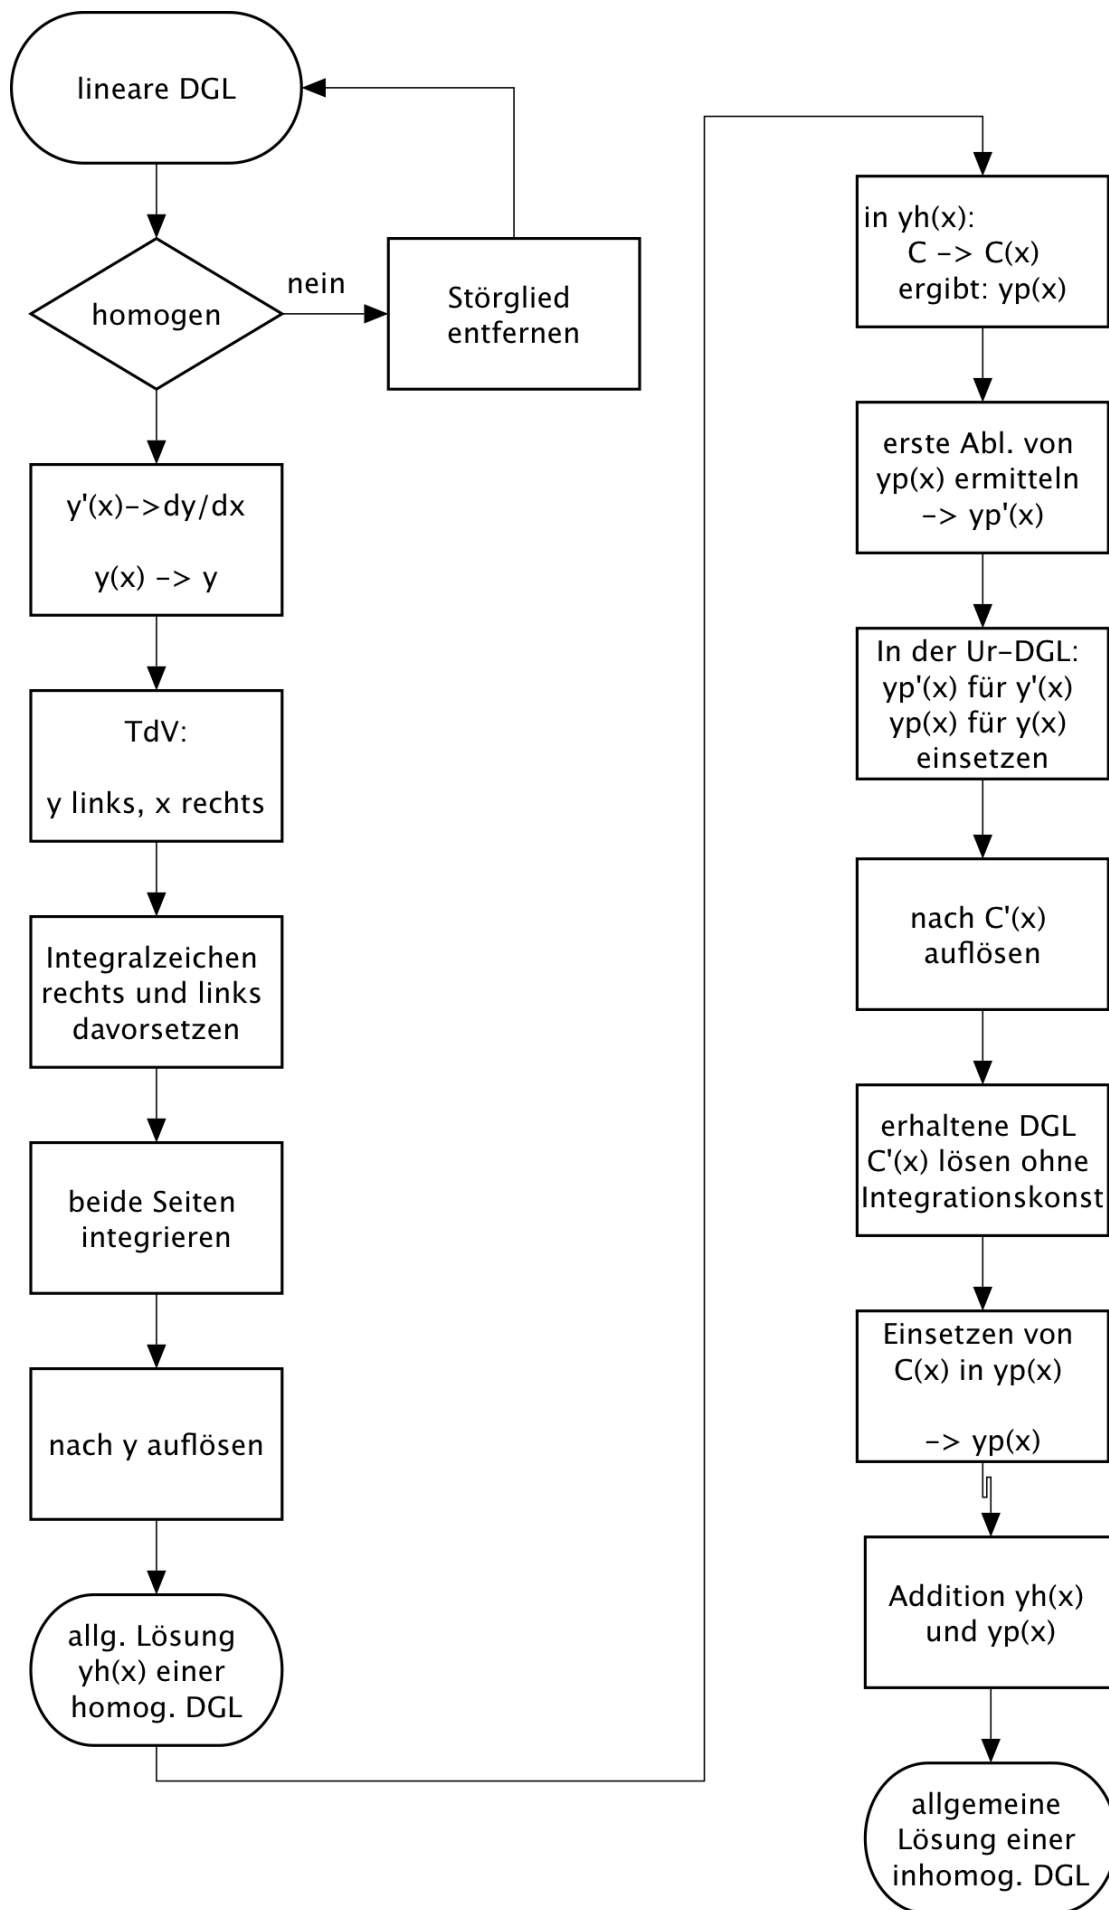 lineare DGL
homogen
nein
Störglied
entfernen
y'(x)->dy/dx
y(x) -> y
TdV:
y links, x rechts
Integralzeichen
rechts und links
davorsetzen
beide Seiten
integrieren
nach y auflösen
allg. Lösung
yh(x) einer
homog. DGL
in yh(x):
C -> C(x)
ergibt: yp(x)
erste Abl. von
yp(x) ermitteln
-> yp'(x)
In der Ur-DGL:
yp'(x) für y'(x)
yp(x) für y(x)
einsetzen
nach C'(x)
auflösen
erhaltene DGL
C'(x) lösen ohne
Integrationskonst
Einsetzen von
C(x) in yp(x)
-> yp(x)
Addition yh(x)
und yp(x)
allgemeine
Lösung einer
inhomog. DGL